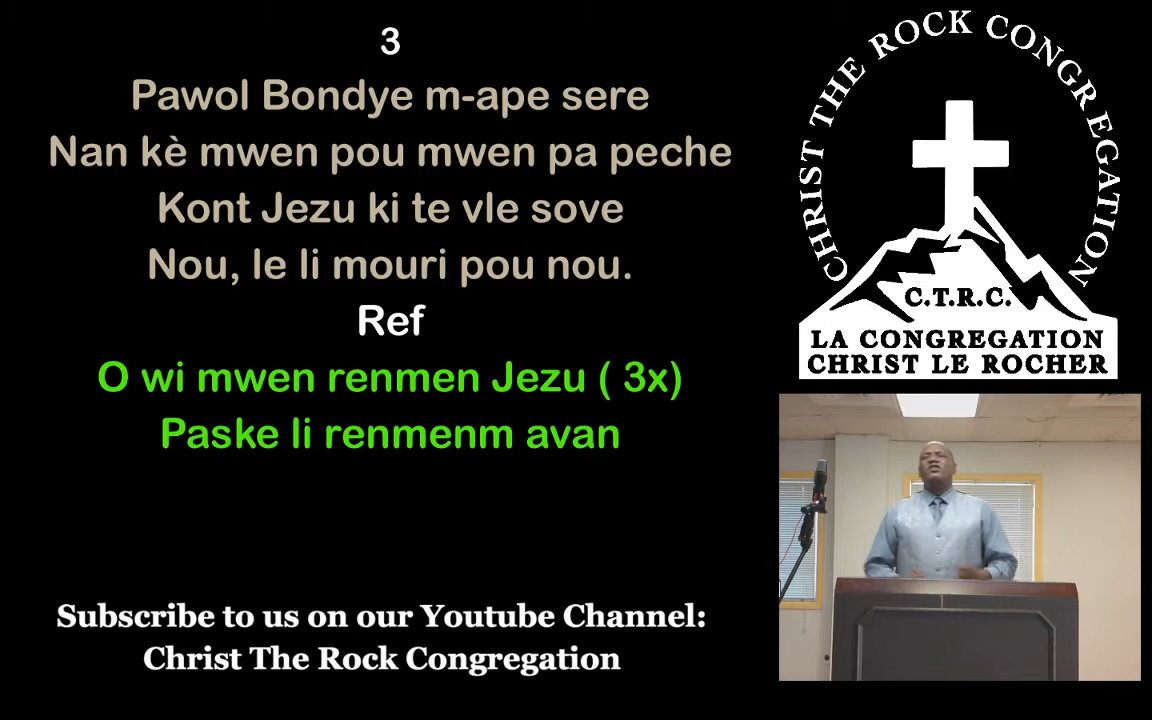 3
Pawol Bondye m-ape sere
Nan kè mwen pou mwen pa peche
Kont Jezu ki te vle sove
Nou, le li mouri pou nou.
Ref
O wi mwen renmen Jezu ( 3x)
Paske li renmenm avan
Subscribe to us on our Youtube Channel:
Christ The Rock Congregation
CHRIST THE ROCK CONGREGATION
C.T.R.C.
LA CONGREGATION
CHRIST LE ROCHER